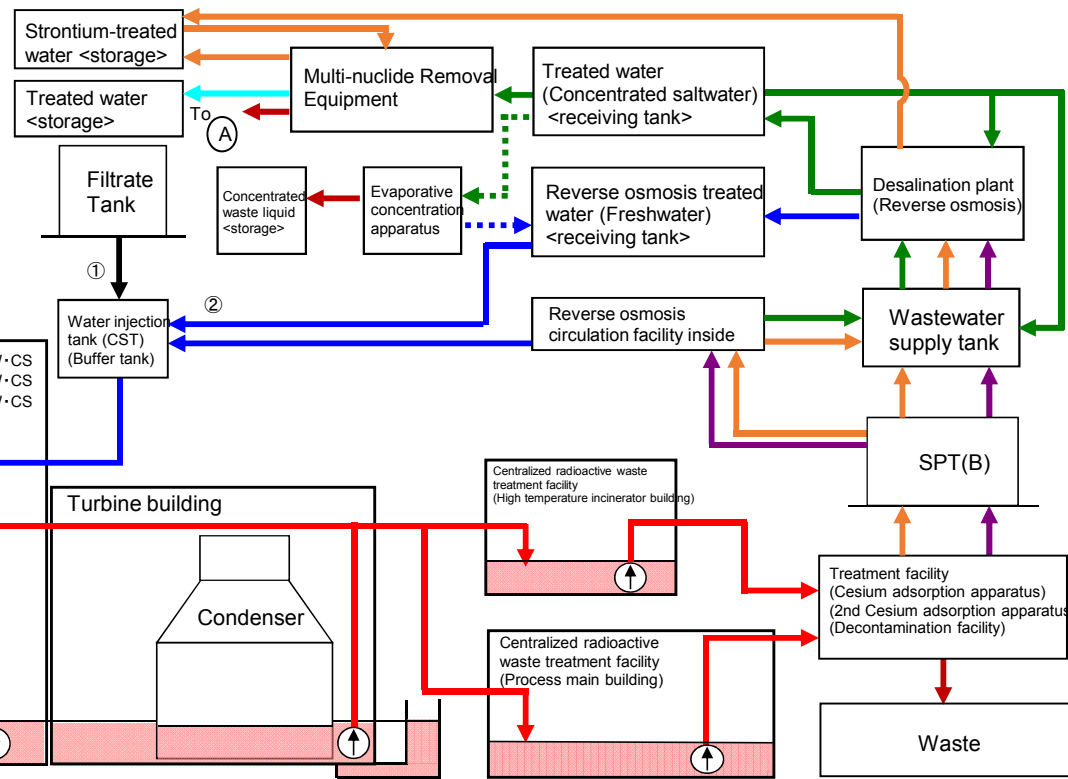 Strontium-treated
water <storage>
Multi-nuclide Removal
Equipment
Treated water
(Concentrated saltwater)
<receiving tank>
Treated water
<storage>
To
A
Filtrate
Tank
Concentrated
waste liquid
<storage>
Evaporative
concentration
apparatus
Reverse osmosis treated
water (Freshwater)
<receiving tank>
Desalination plant
(Reverse osmosis)
①
②
Water injection
tank (CST)
(Buffer tank)
Reverse osmosis
circulation facility inside
Wastewater
supply tank
・CS
・CS
・CS
SPT(B)
Turbine building
Condenser
Centralized radioactive waste
treatment facility
(High temperature incinerator building)
Centralized radioactive
waste treatment facility
(Process main building)
Treatment facility
(Cesium adsorption apparatus)
(2nd Cesium adsorption apparatus
(Decontamination facility)
Waste